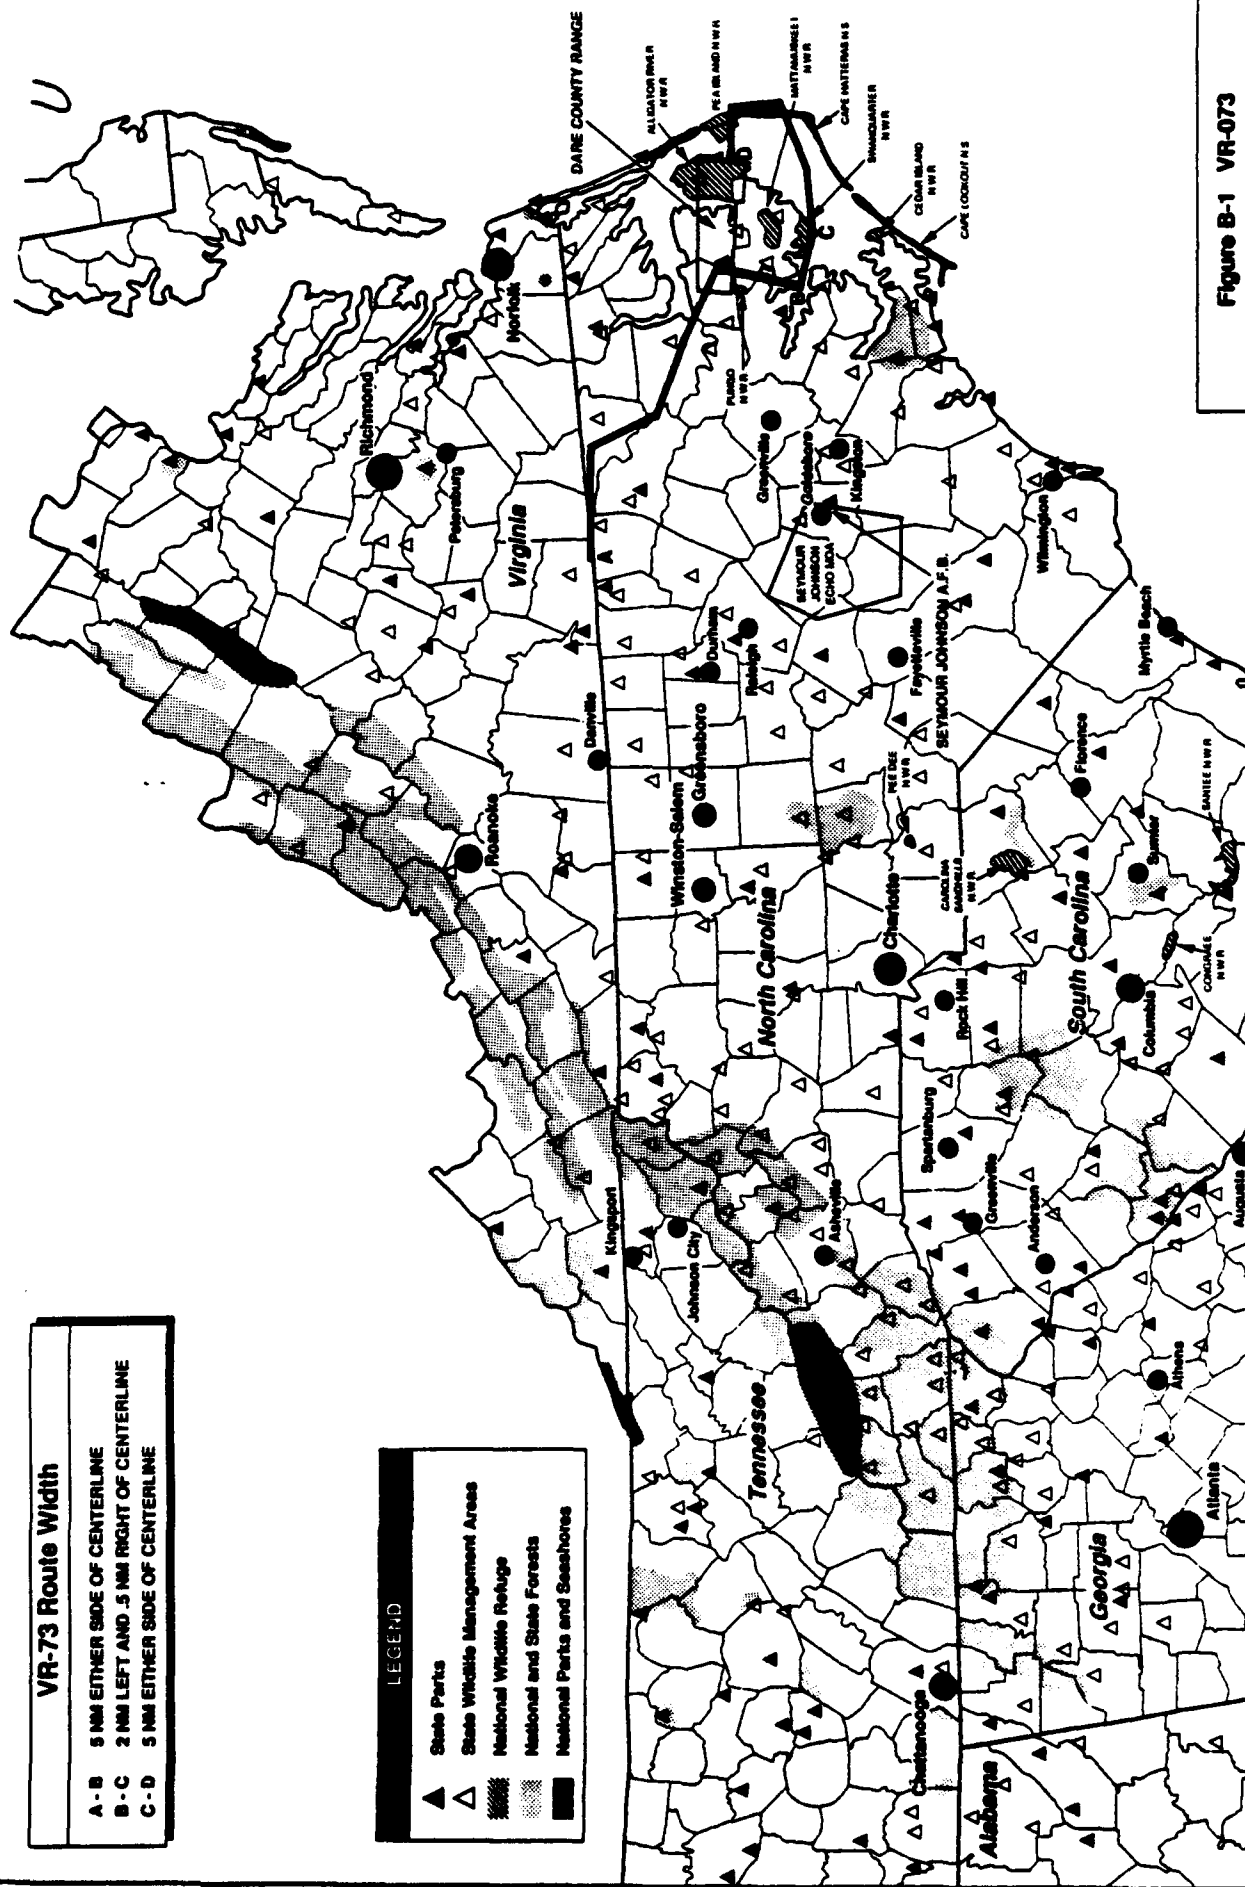 VR-73 Route Width
A - B 5 NM EITHER SIDE OF CENTERLINE
B - C 2 NM LEFT AND .5 NM RIGHT OF CENTERLINE
C - D 5 NM EITHER SIDE OF CENTERLINE
LEGEND
State Parks
State Wildlife Management Areas
National Wildlife Refuge
National and State Forests
National Parks and Seashores
Richmond
Petersburg
Norfolk
Virginia
Roanoke
Danville
Kingsport
Johnson City
Tennessee
Chattanooga
Asheville
Winston-Salem
Greensboro
Durham
Raleigh
North Carolina
Charlotte
Fayetteville
Greenville
Goldsboro
Kingston
Wilmington
SEYMOUR
JOHNSON
ECHO MOA
SEYMOUR JOHNSON A.F.B.
A
B
C
D
DARE COUNTY RANGE
ALLIGATOR RIVER
N W R
PEA ISLAND N W R
MATTAMUSKEET
N W R
CAPE HATTERAS N S
SWANQUARTER
N W R
CEDAR ISLAND
N W R
CAPE LOOKOUT N S
PUNGO
N W R
PEE DEE
N W R
CAROLINA
SANDHILLS
N W R
SANTEE N W R
CONGAREE
N W R
Rock Hill
Spartanburg
Greenville
Anderson
South Carolina
Columbia
Sumter
Florence
Myrtle Beach
Augusta
Athens
Atlanta
Georgia
Alabama
Figure B-1 VR-073